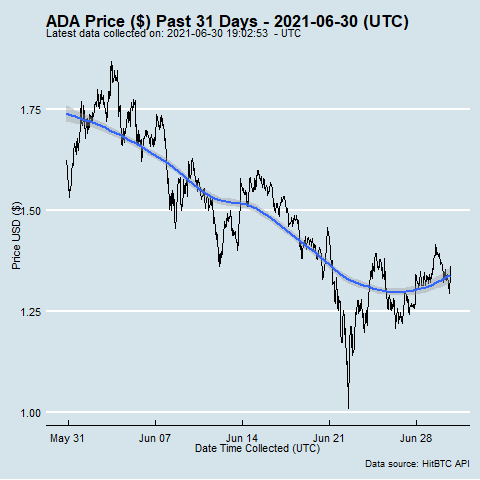 ADA Price ($) Past 31 Days - 2021-06-30 (UTC)
Latest data collected on: 2021-06-30 19:02:53  - UTC
1.75
1.50
1.25
1.00
Price USD ($)
May 31
Jun 07
Jun 14
Jun 21
Jun 28
Date Time Collected (UTC)
Data source: HitBTC API